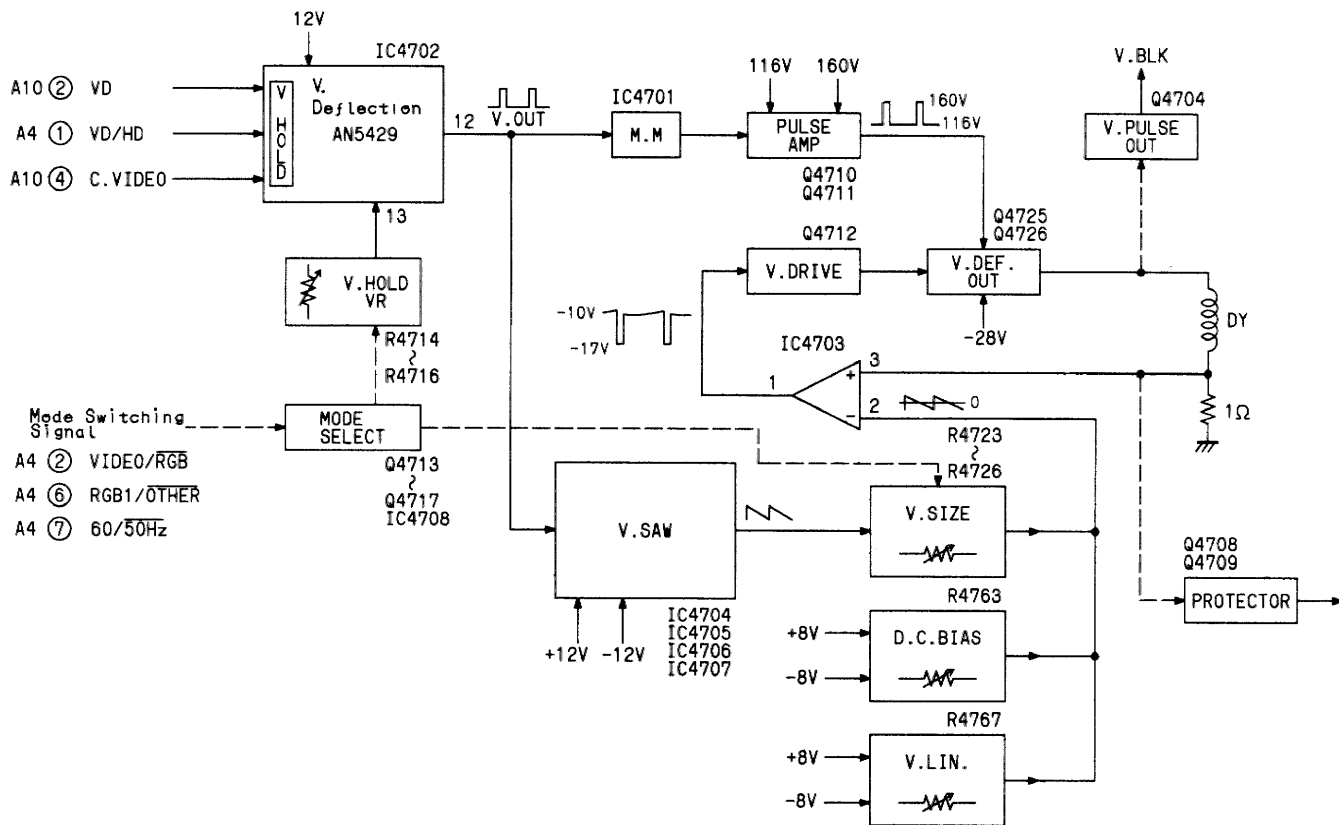 12V
IC4702
A10 ② VD
A4 ① VD/HD
A10 ④ C.VIDEO
V HOLD
V.
Deflection
AN5429
12
13
V.OUT
IC4701
M.M
116V
160V
PULSE
AMP
Q4710
Q4711
160V
116V
V.BLK
Q4704
V.PULSE
OUT
Q4712
V.DRIVE
Q4725
Q4726
V.DEF.
OUT
-28V
DY
1Ω
V.HOLD
VR
R4714
~
R4716
-10V
-17V
IC4703
1
+
3
-
2
0
Mode Switching
Signal
A4 ② VIDEO/R̅G̅B̅
A4 ⑥ RGB1/O̅T̅H̅E̅R̅
A4 ⑦ 60/5̅0̅H̅z̅
MODE
SELECT
Q4713
~
Q4717
IC4708
V.SAW
+12V
-12V
IC4704
IC4705
IC4706
IC4707
R4723
~
R4726
V.SIZE
R4763
+8V
-8V
D.C.BIAS
R4767
+8V
-8V
V.LIN.
Q4708
Q4709
PROTECTOR